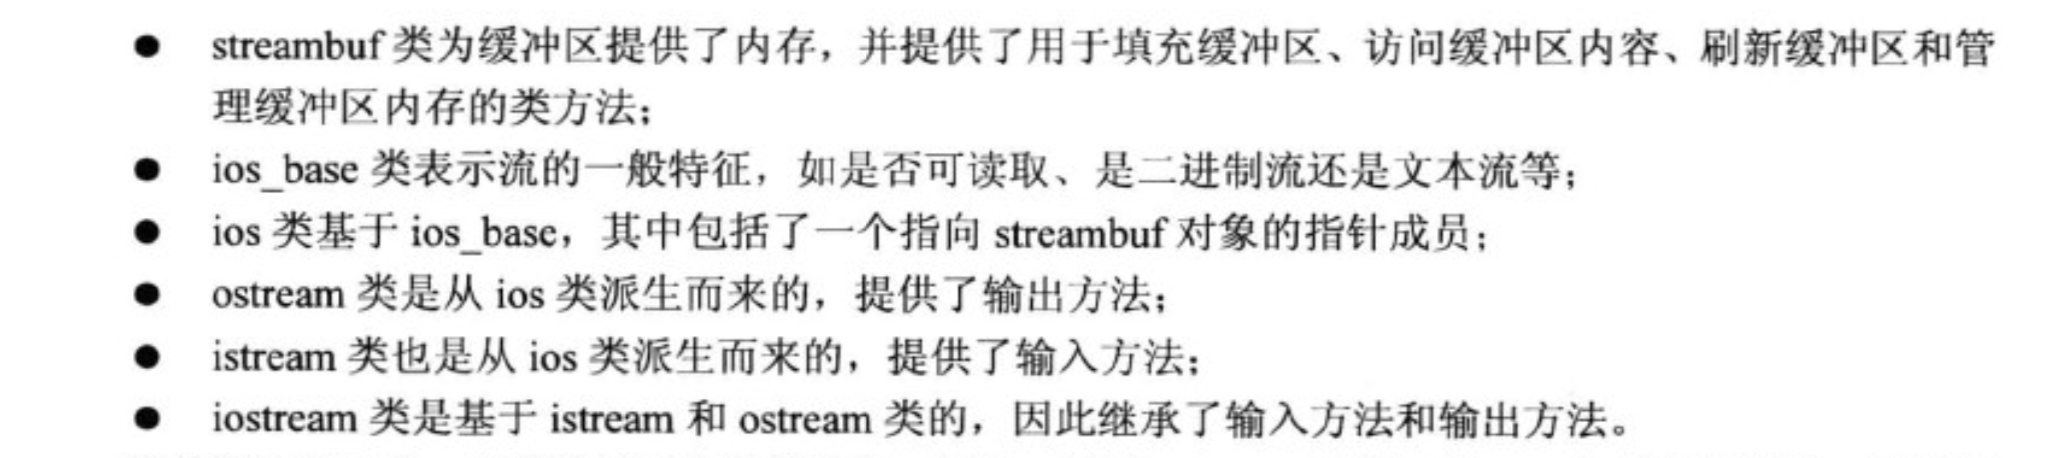 ● streambuf 类为缓冲区提供了内存，并提供了用于填充缓冲区、访问缓冲区内容、刷新缓冲区和管
理缓冲区内存的类方法；
● ios_base 类表示流的一般特征，如是否可读取、是二进制流还是文本流等；
● ios 类基于 ios_base，其中包括了一个指向 streambuf 对象的指针成员；
● ostream 类是从 ios 类派生而来的，提供了输出方法；
● istream 类也是从 ios 类派生而来的，提供了输入方法；
● iostream 类是基于 istream 和 ostream 类的，因此继承了输入方法和输出方法。